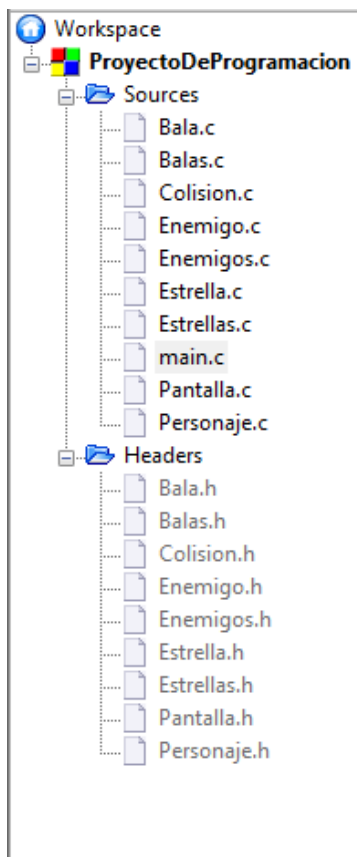 Workspace
ProyectoDeProgramacion
Sources
Bala.c
Balas.c
Colision.c
Enemigo.c
Enemigos.c
Estrella.c
Estrellas.c
main.c
Pantalla.c
Personaje.c
Headers
Bala.h
Balas.h
Colision.h
Enemigo.h
Enemigos.h
Estrella.h
Estrellas.h
Pantalla.h
Personaje.h